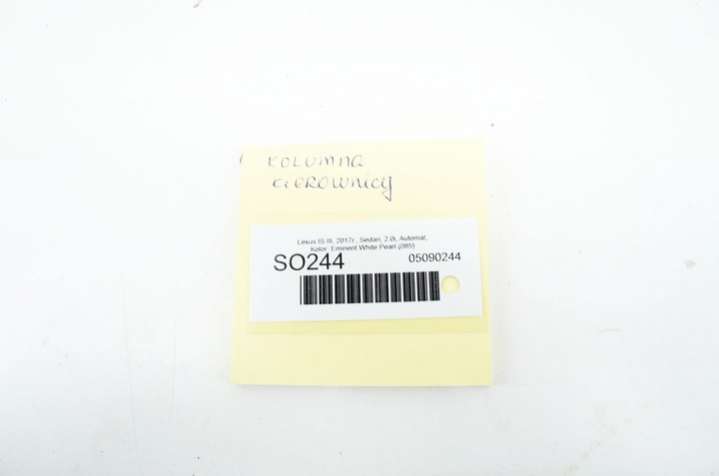 KOLUMNA
KIEROWNICY
Lexus IS III, 2017r., Sedan, 2.0i, Automat,
Kolor: Eminent White Pearl (085)
SO244
05090244